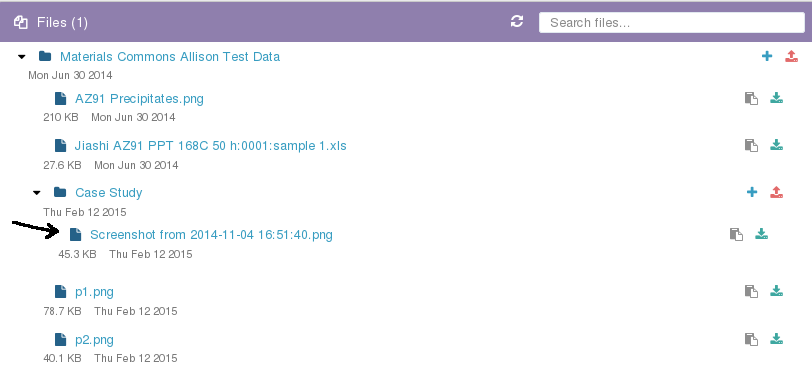 Files (1) Search files...
Materials Commons Allison Test Data
Mon Jun 30 2014
AZ91 Precipitates.png
210 KB Mon Jun 30 2014
Jiashi AZ91 PPT 168C 50 h:0001:sample 1.xls
27.6 KB Mon Jun 30 2014
Case Study
Thu Feb 12 2015
Screenshot from 2014-11-04 16:51:40.png
45.3 KB Thu Feb 12 2015
p1.png
78.7 KB Thu Feb 12 2015
p2.png
40.1 KB Thu Feb 12 2015